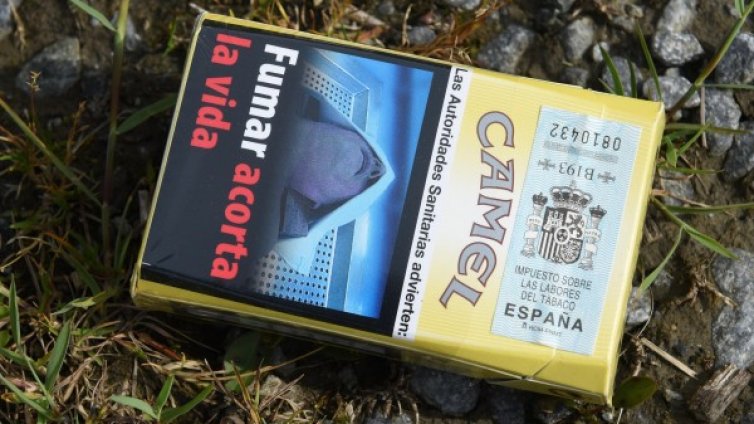 Las Autoridades Sanitarias advierten:
Fumar acorta
la vida
CAMEL
0810432
B193
IMPUESTO SOBRE
LAS LABORES
DEL TABACO
ESPAÑA